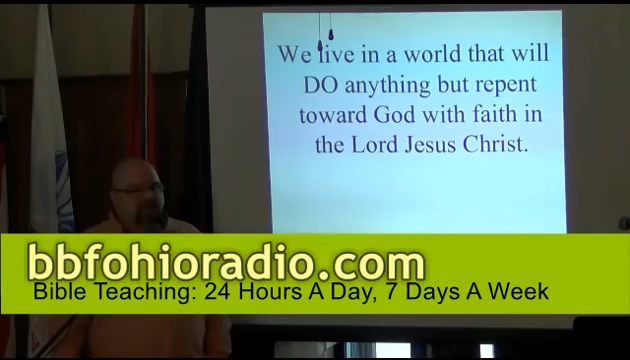 We live in a world that will
DO anything but repent
toward God with faith in
the Lord Jesus Christ.
bbfohioradio.com
Bible Teaching: 24 Hours A Day, 7 Days A Week